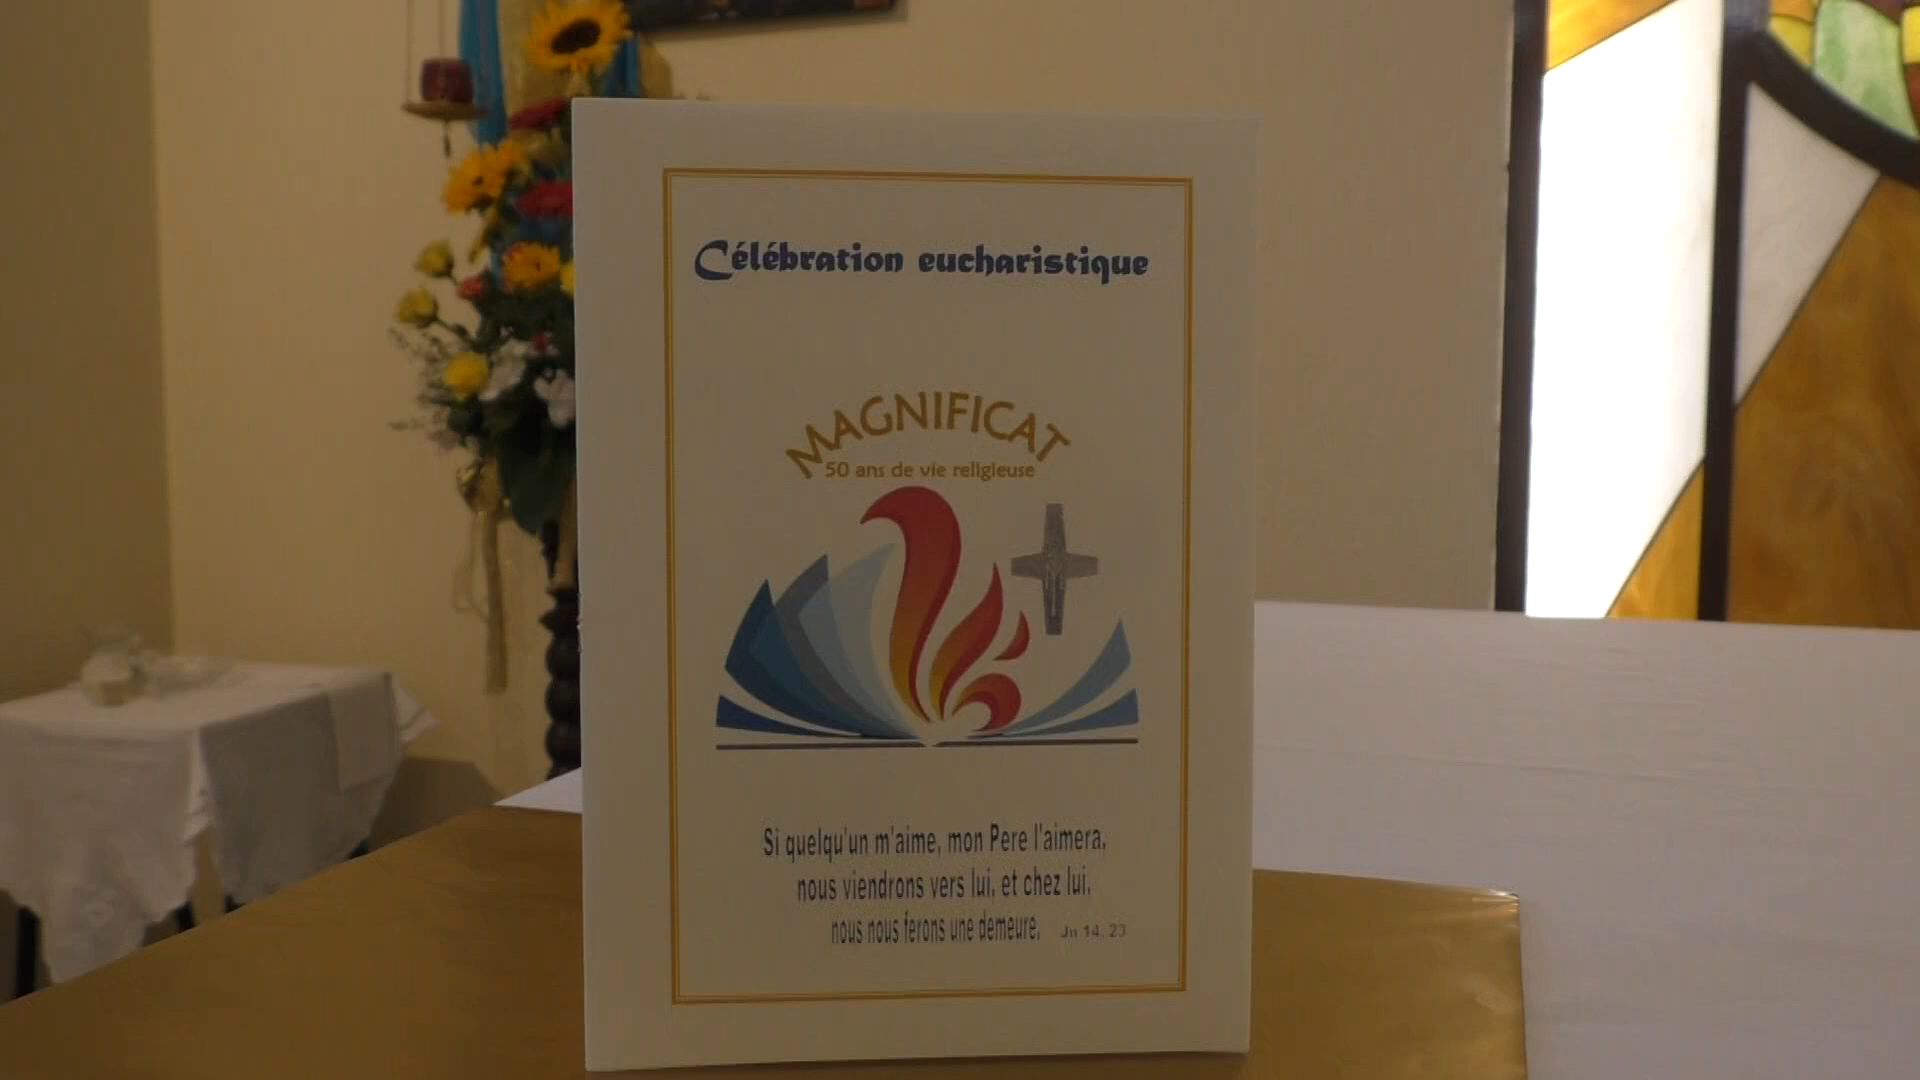 Célébration eucharistique
MAGNIFICAT
50 ans de vie religieuse
Si quelqu'un m'aime, mon Pere l'aimera,
nous viendrons vers lui, et chez lui,
nous nous ferons une demeure, Jn 14, 23